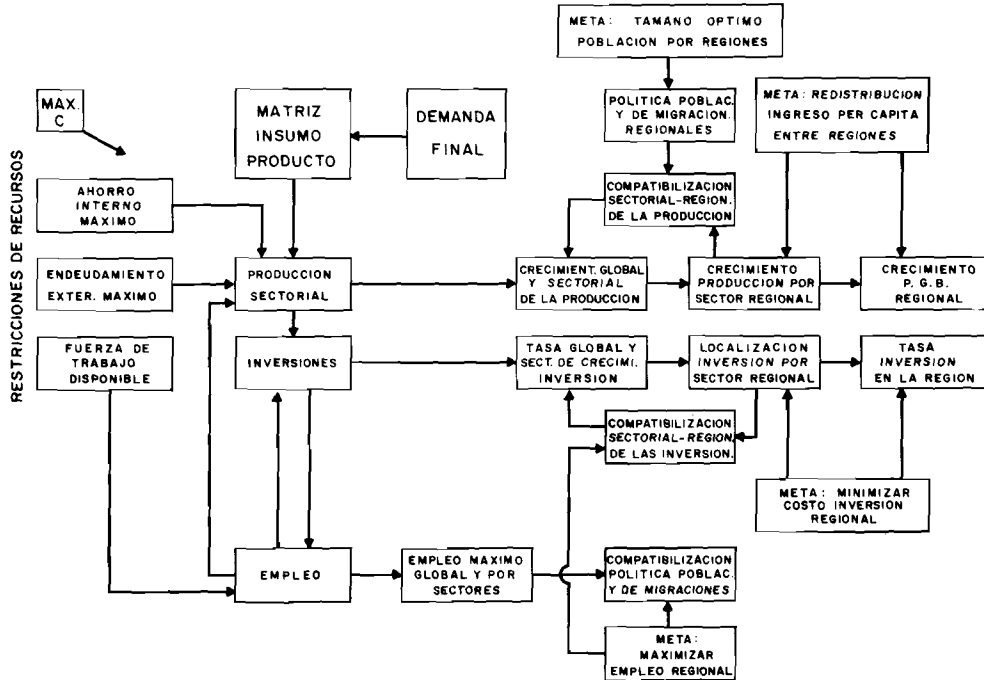 META: TAMANO OPTIMO
POBLACION POR REGIONES
MAX.
C
MATRIZ
INSUMO
PRODUCTO
DEMANDA
FINAL
POLITICA POBLAC.
Y DE MIGRACION.
REGIONALES
META: REDISTRIBUCION
INGRESO PER CAPITA
ENTRE REGIONES
RESTRICCIONES DE RECURSOS
AHORRO
INTERNO
MAXIMO
COMPATIBILIZACION
SECTORIAL-REGION.
DE LA PRODUCCION
ENDEUDAMIENTO
EXTER. MAXIMO
PRODUCCION
SECTORIAL
CRECIMIENT. GLOBAL
Y SECTORIAL
DE LA PRODUCCION
CRECIMIENTO
PRODUCCION POR
SECTOR REGIONAL
CRECIMIENTO
P. G. B.
REGIONAL
FUERZA DE
TRABAJO
DISPONIBLE
INVERSIONES
TASA GLOBAL Y
SECT. DE CRECIMI.
INVERSION
LOCALIZACION
INVERSION POR
SECTOR REGIONAL
TASA
INVERSION
EN LA REGION
COMPATIBILIZACION
SECTORIAL-REGION.
DE LAS INVERSION.
META: MINIMIZAR
COSTO INVERSION
REGIONAL
EMPLEO
EMPLEO MAXIMO
GLOBAL Y POR
SECTORES
COMPATIBILIZACION
POLITICA POBLAC.
Y DE MIGRACIONES
META:
MAXIMIZAR
EMPLEO REGIONAL